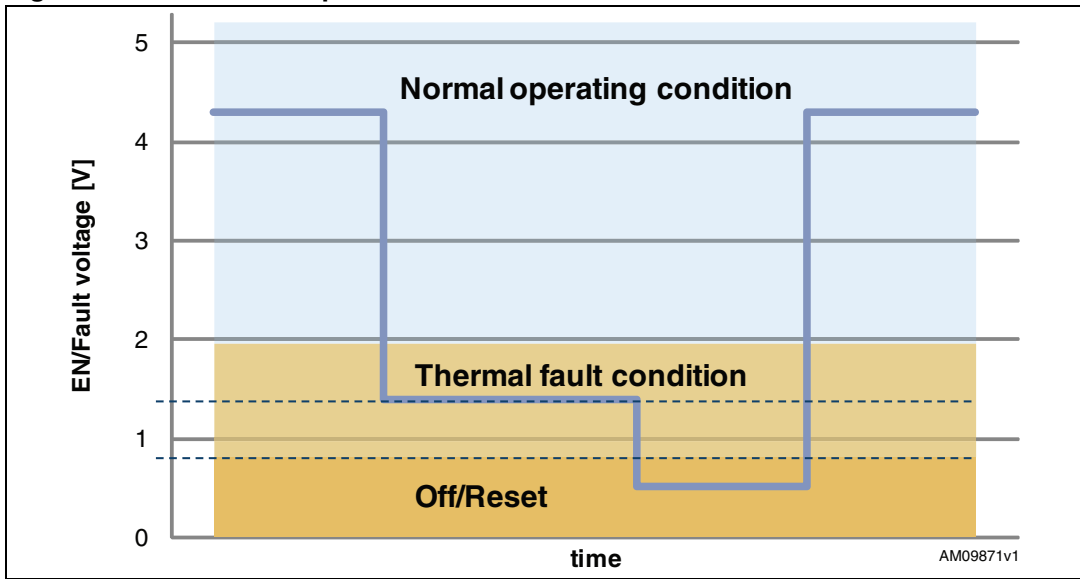 5
Normal operating condition
4
3
EN/Fault voltage [V]
2
Thermal fault condition
1
Off/Reset
0
time
AM09871v1